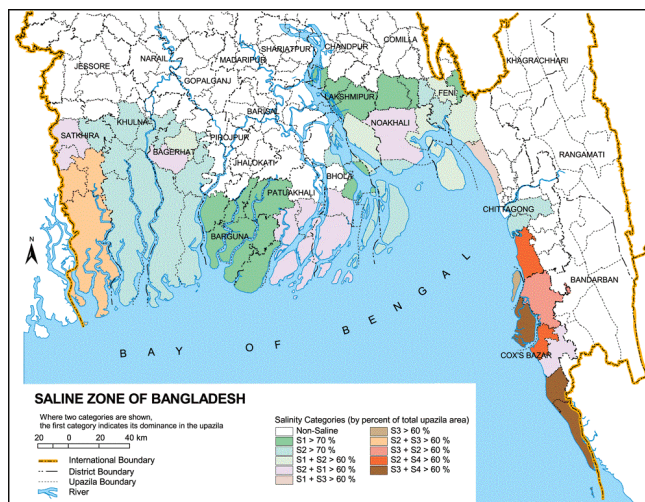 COMILLA
CHANDPUR
SHARIATPUR
KHAGRACHHARI
NARAIL
MADARIPUR
JESSORE
GOPALGANJ
FENI
LAKSHMIPUR
BARISAL
KHULNA
NOAKHALI
SATKHIRA
PIROJPUR
BAGERHAT
RANGAMATI
JHALOKATI
BHOLA
PATUAKHALI
CHITTAGONG
BARGUNA
N
BANDARBAN
BAY OF BENGAL
COX'S BAZAR
SALINE ZONE OF BANGLADESH
Where two categories are shown,
the first category indicates its dominance in the upazila
20 0 20 40 km
International Boundary
District Boundary
Upazila Boundary
River
Salinity Categories (by percent of total upazila area)
Non-Saline
S1 > 70 %
S2 > 70%
S1 + S2 > 60%
S2 + S1 > 60%
S1 + S3 > 60%
S3 > 60 %
S2 + S3 > 60%
S3 + S2 > 60%
S2 + S4 > 60%
S3 + S4 > 60%